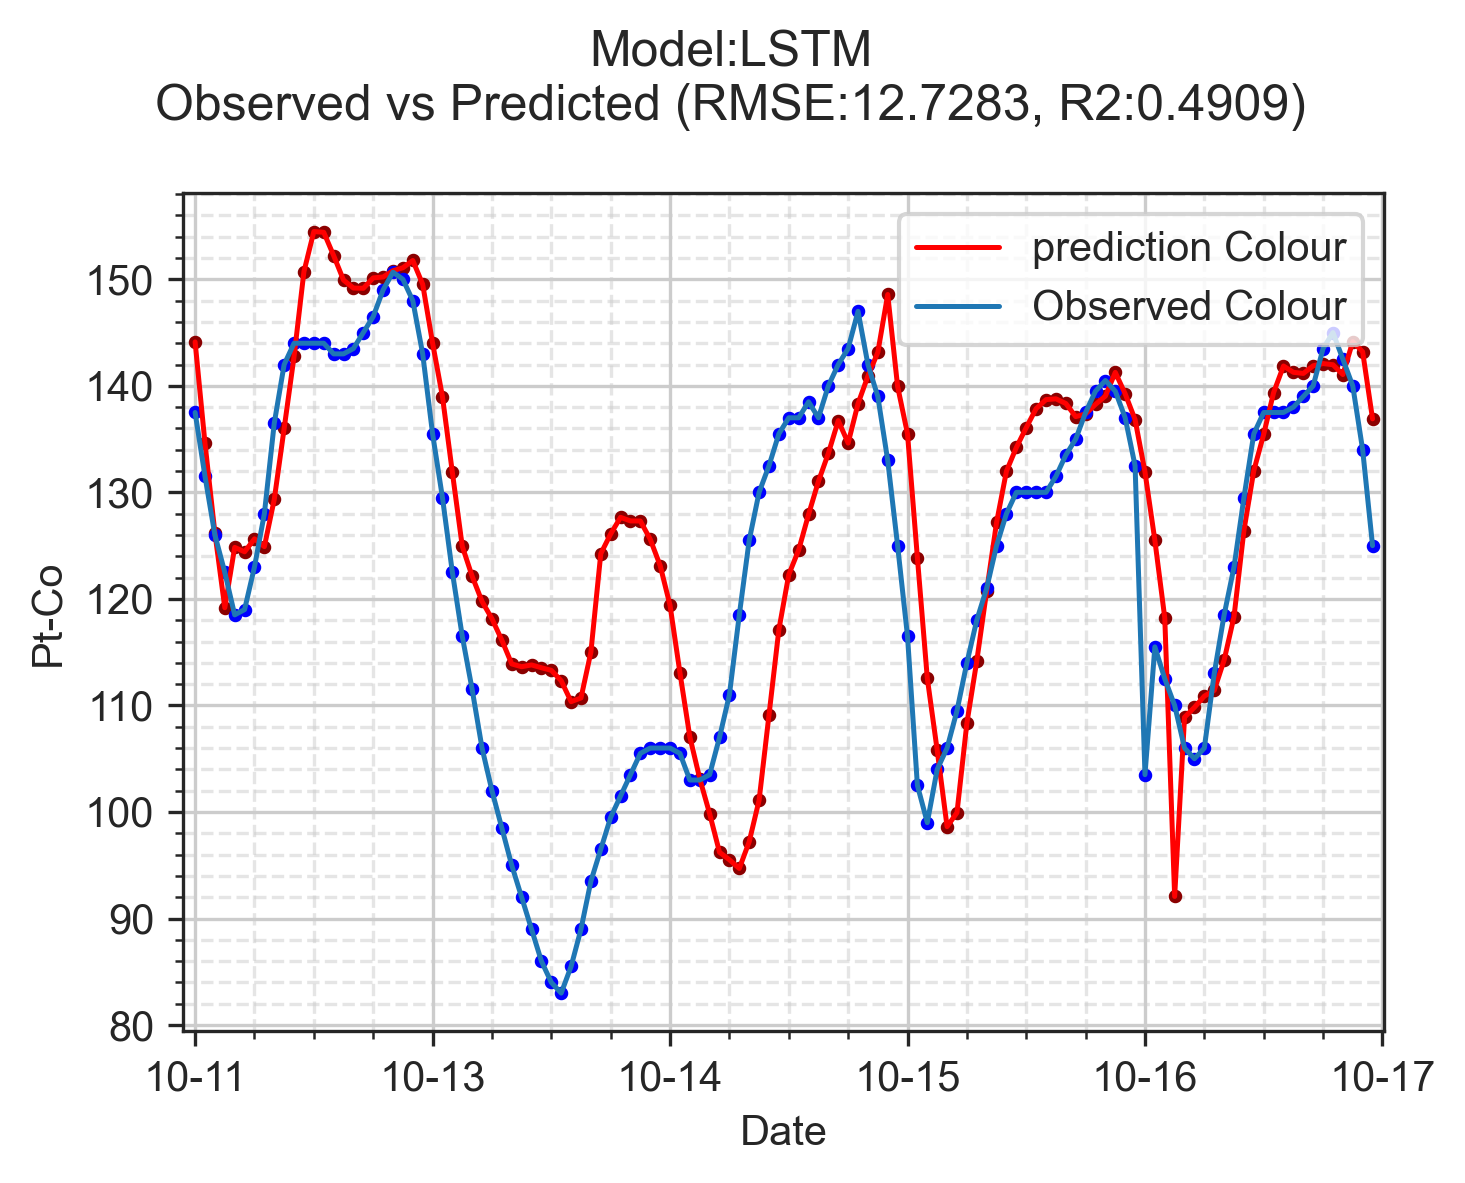 Model:LSTM
Observed vs Predicted (RMSE:12.7283, R2:0.4909)
prediction Colour
Observed Colour
150
140
130
120
110
100
90
80
Pt-Co
10-11 10-13 10-14 10-15 10-16 10-17
Date